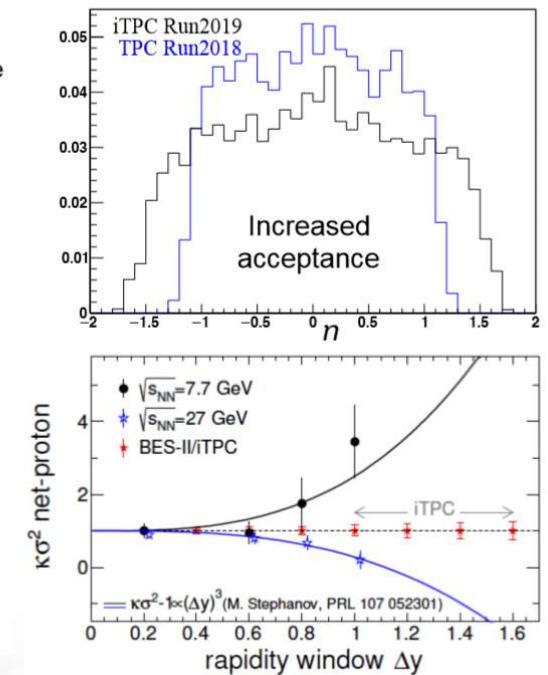 e
iTPC Run2019
TPC Run2018
0.05
0.04
0.03
0.02
0.01
0
Increased
acceptance
−2 −1.5 −1 −0.5 0 0.5 1 1.5 2
n
√sNN=7.7 GeV
√sNN=27 GeV
BES-II/iTPC
4
2
0
κσ² net-proton
iTPC
κσ²-1∝(Δy)³(M. Stephanov, PRL 107 052301)
0 0.2 0.4 0.6 0.8 1 1.2 1.4 1.6
rapidity window Δy